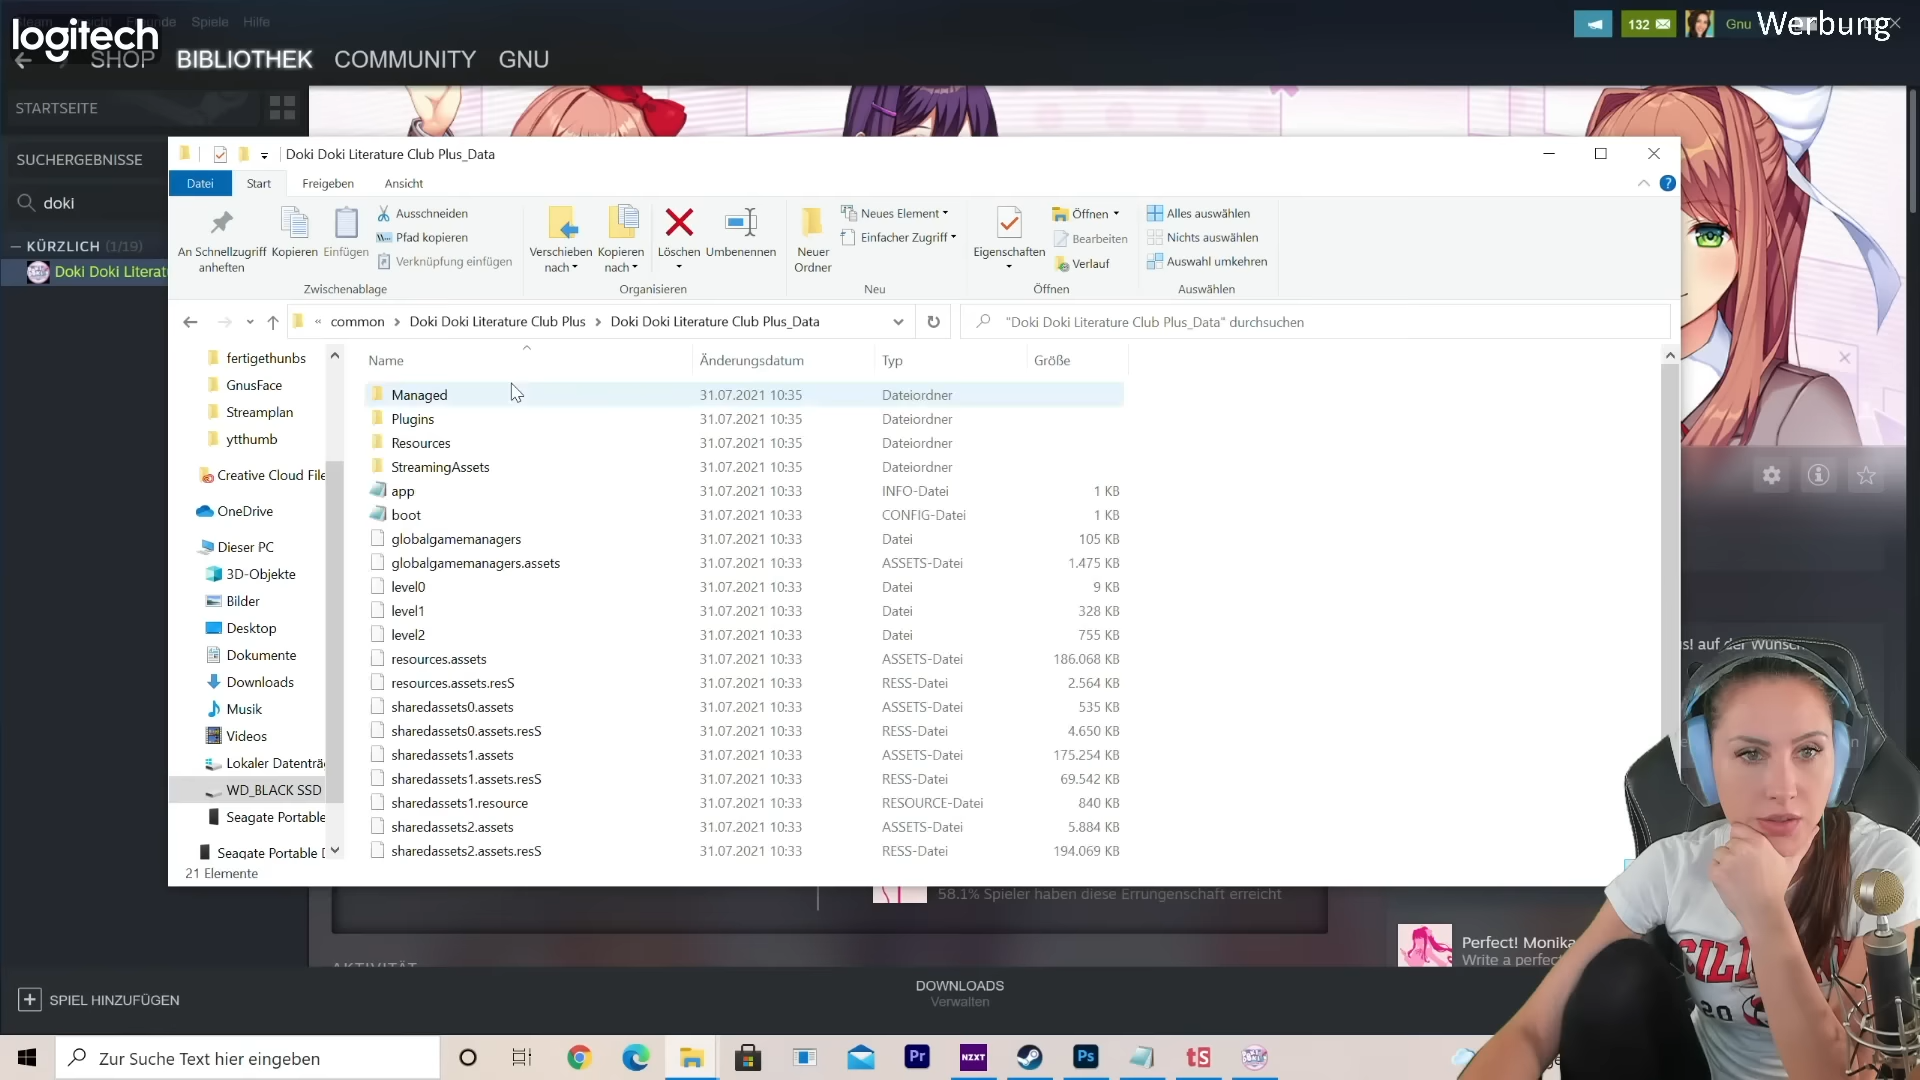 logitech
Ansicht Freunde Spiele Hilfe
132
Gnu
Werbung
SHOP BIBLIOTHEK COMMUNITY GNU
STARTSEITE
SUCHERGEBNISSE
doki
— KÜRZLICH (1/19)
Doki Doki Literat
Doki Doki Literature Club Plus_Data
Datei Start Freigeben Ansicht
An Schnellzugriff anheften
Kopieren
Einfügen
Ausschneiden
Pfad kopieren
Verknüpfung einfügen
Zwischenablage
Verschieben nach
Kopieren nach
Löschen
Umbenennen
Organisieren
Neuer Ordner
Neues Element
Einfacher Zugriff
Neu
Eigenschaften
Öffnen
Bearbeiten
Verlauf
Öffnen
Alles auswählen
Nichts auswählen
Auswahl umkehren
Auswählen
« common > Doki Doki Literature Club Plus > Doki Doki Literature Club Plus_Data
"Doki Doki Literature Club Plus_Data" durchsuchen
fertigethunbs
GnusFace
Streamplan
ytthumb
Creative Cloud File
OneDrive
Dieser PC
3D-Objekte
Bilder
Desktop
Dokumente
Downloads
Musik
Videos
Lokaler Datenträ
WD_BLACK SSD
Seagate Portable
Seagate Portable D
Name Änderungsdatum Typ Größe
Managed 31.07.2021 10:35 Dateiordner
Plugins 31.07.2021 10:35 Dateiordner
Resources 31.07.2021 10:35 Dateiordner
StreamingAssets 31.07.2021 10:35 Dateiordner
app 31.07.2021 10:33 INFO-Datei 1 KB
boot 31.07.2021 10:33 CONFIG-Datei 1 KB
globalgamemanagers 31.07.2021 10:33 Datei 105 KB
globalgamemanagers.assets 31.07.2021 10:33 ASSETS-Datei 1.475 KB
level0 31.07.2021 10:33 Datei 9 KB
level1 31.07.2021 10:33 Datei 328 KB
level2 31.07.2021 10:33 Datei 755 KB
resources.assets 31.07.2021 10:33 ASSETS-Datei 186.068 KB
resources.assets.resS 31.07.2021 10:33 RESS-Datei 2.564 KB
sharedassets0.assets 31.07.2021 10:33 ASSETS-Datei 535 KB
sharedassets0.assets.resS 31.07.2021 10:33 RESS-Datei 4.650 KB
sharedassets1.assets 31.07.2021 10:33 ASSETS-Datei 175.254 KB
sharedassets1.assets.resS 31.07.2021 10:33 RESS-Datei 69.542 KB
sharedassets1.resource 31.07.2021 10:33 RESOURCE-Datei 840 KB
sharedassets2.assets 31.07.2021 10:33 ASSETS-Datei 5.884 KB
sharedassets2.assets.resS 31.07.2021 10:33 RESS-Datei 194.069 KB
21 Elemente
s! auf der Wunsch
58.1% Spieler haben diese Errungenschaft erreicht
Perfect! Monika
Write a perfec
AKTIVITÄT
SPIEL HINZUFÜGEN
DOWNLOADS
Verwalten
Zur Suche Text hier eingeben
Pr
NZXT
Ps
tS